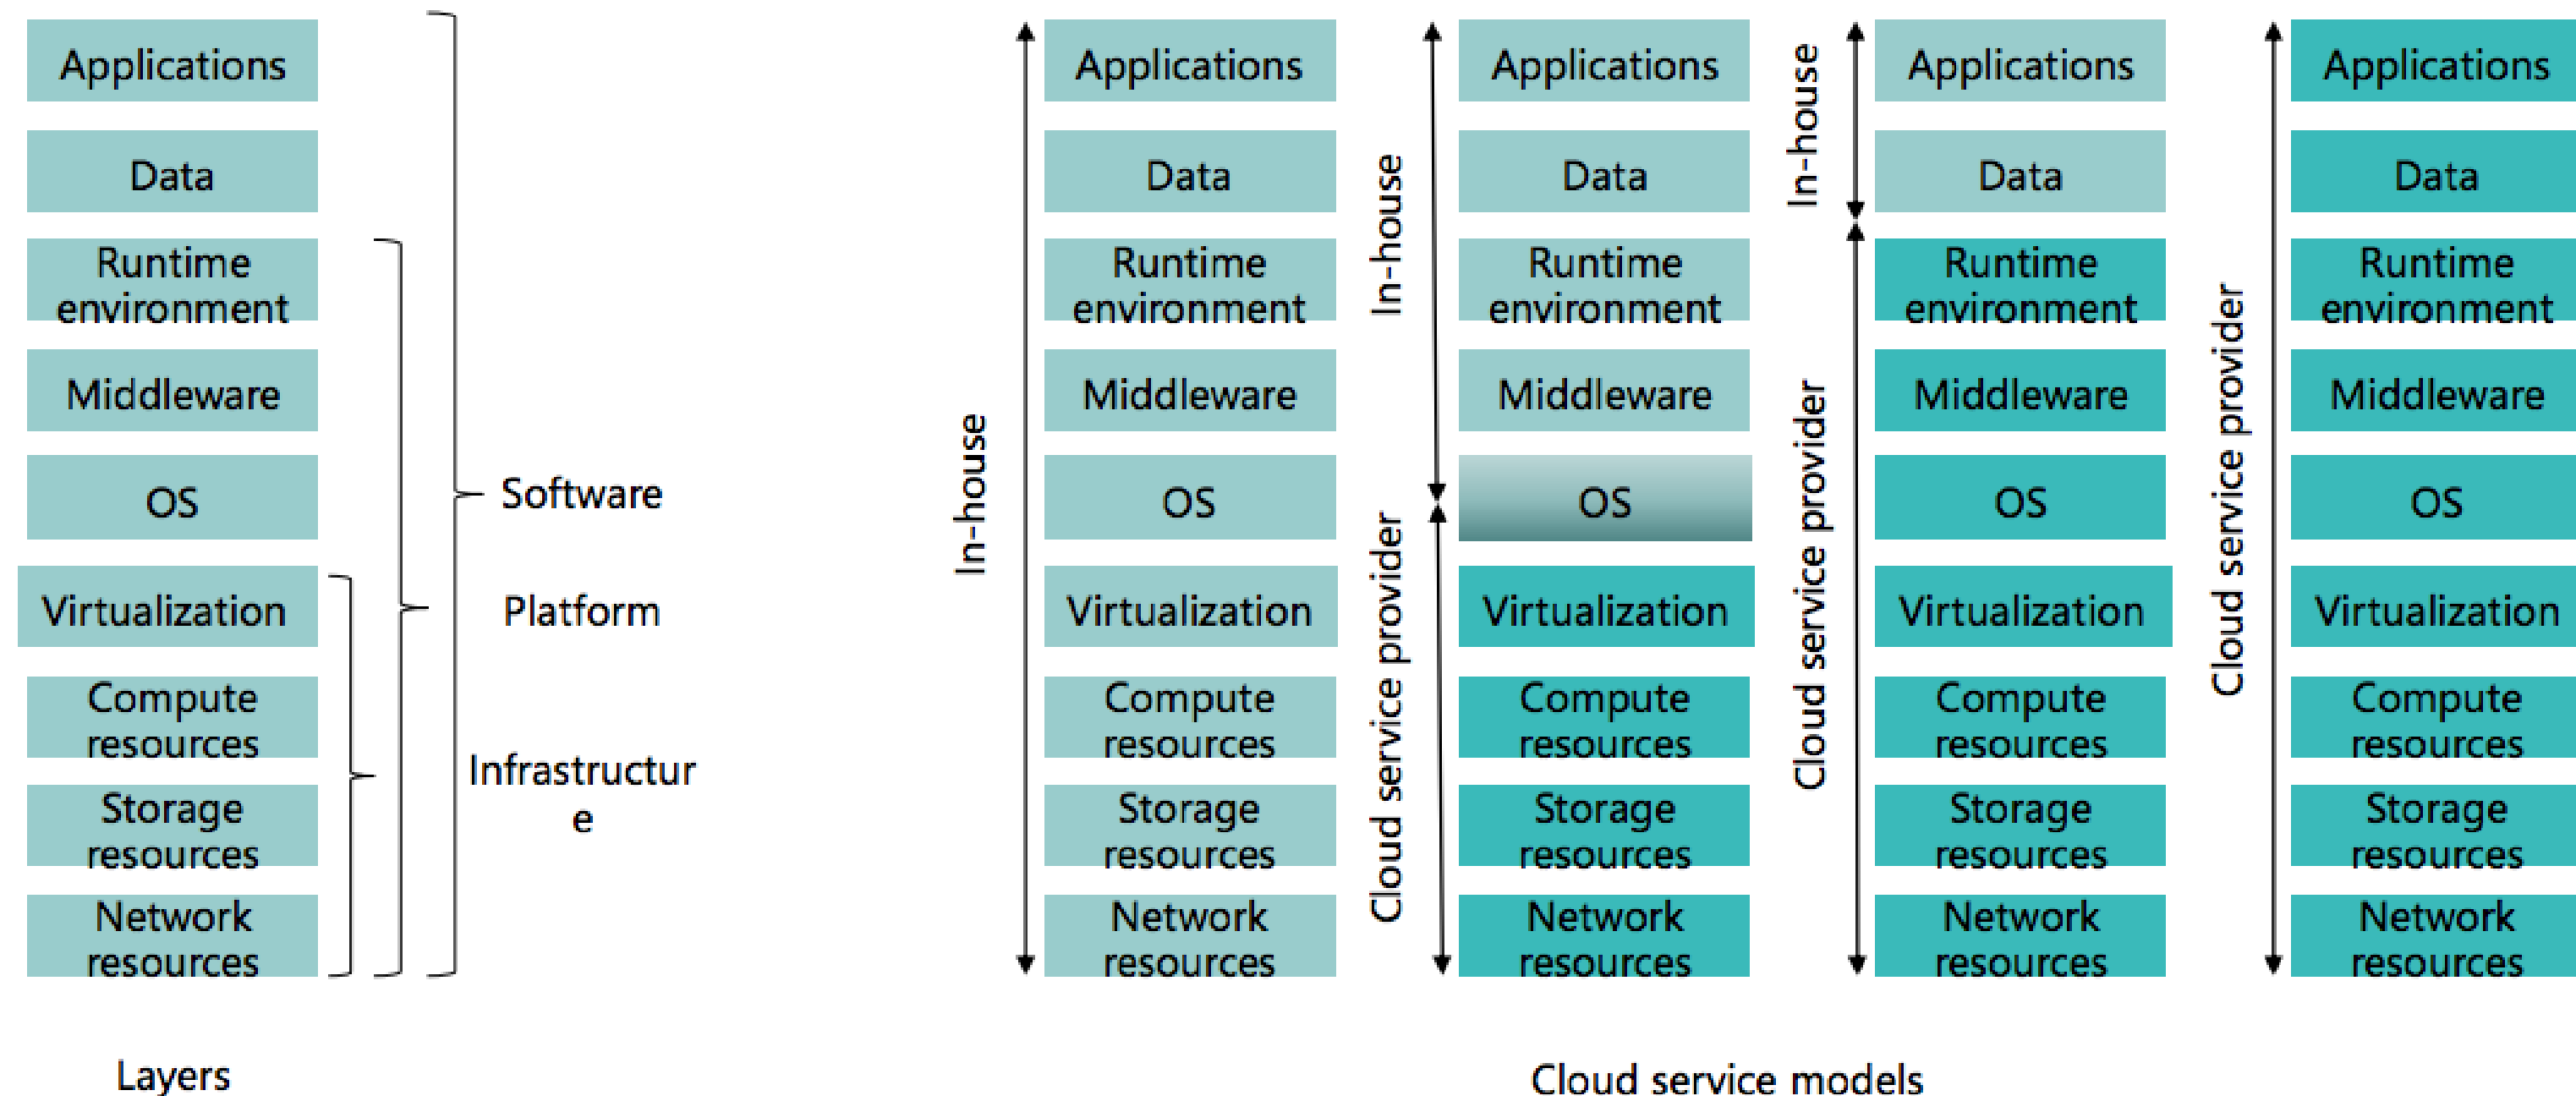 Applications
Data
Runtime
environment
Middleware
OS
Virtualization
Compute
resources
Storage
resources
Network
resources
Software
Platform
Infrastructur
e
Layers
In-house
Applications
Data
Runtime
environment
Middleware
OS
Virtualization
Compute
resources
Storage
resources
Network
resources
In-house
Cloud service provider
Applications
Data
Runtime
environment
Middleware
OS
Virtualization
Compute
resources
Storage
resources
Network
resources
In-house
Cloud service provider
Applications
Data
Runtime
environment
Middleware
OS
Virtualization
Compute
resources
Storage
resources
Network
resources
Cloud service provider
Applications
Data
Runtime
environment
Middleware
OS
Virtualization
Compute
resources
Storage
resources
Network
resources
Cloud service models